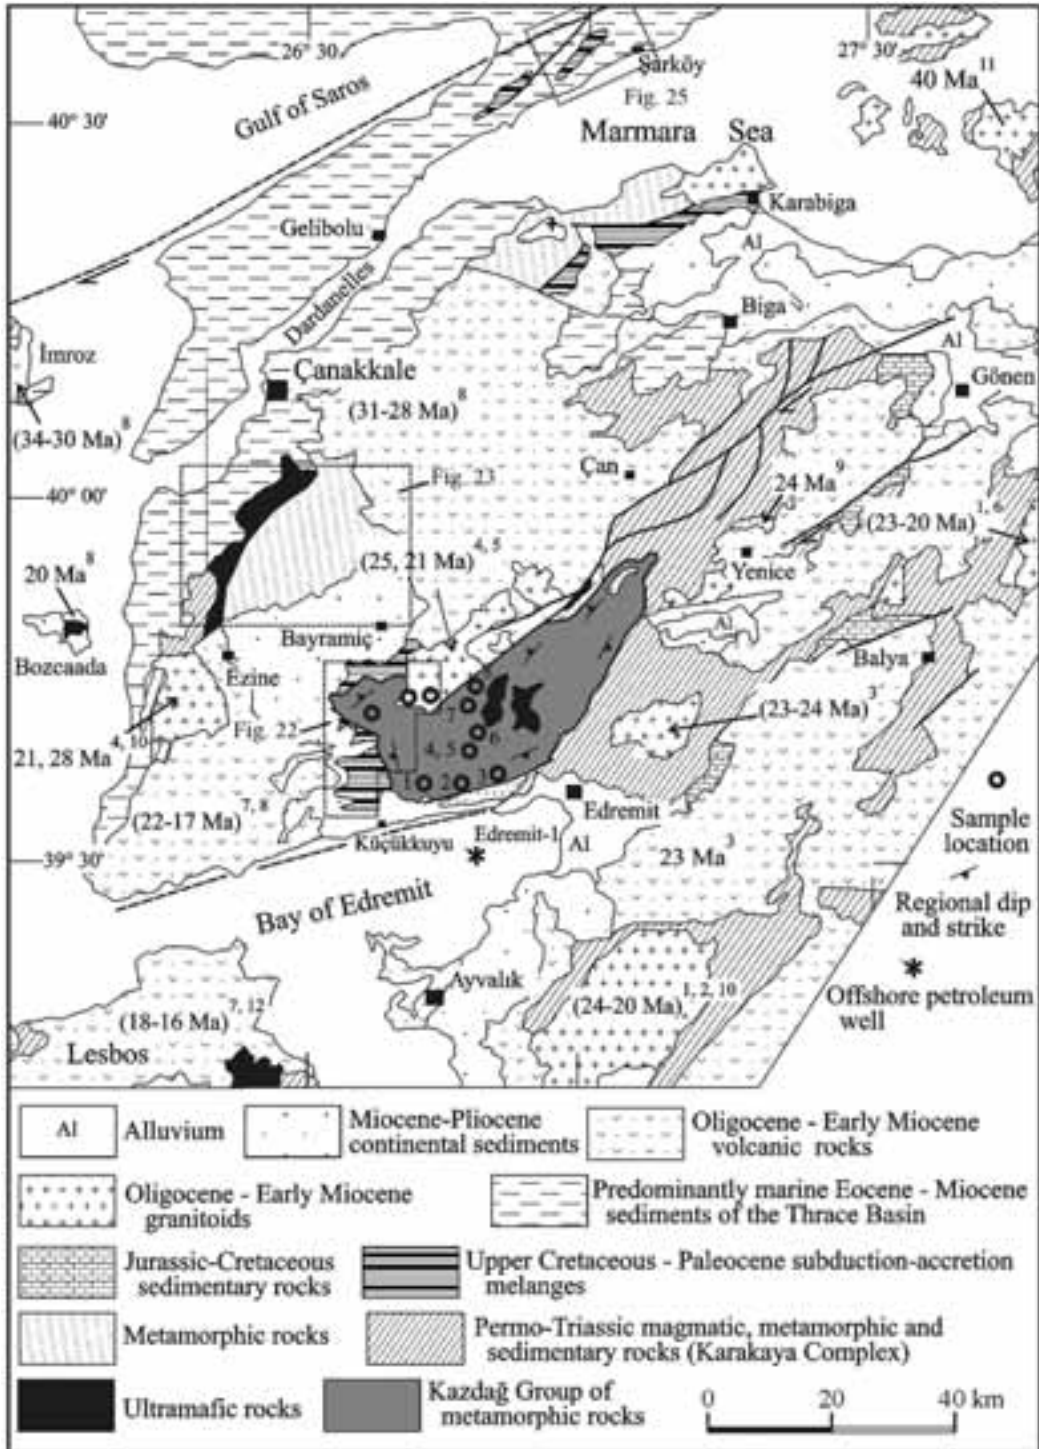 26° 30'
27° 30'
Şarköy
Fig. 25
40 Ma 11
40° 30'
Gulf of Saros
Marmara Sea
Karabiga
Gelibolu
Al
Dardanelles
Biga
İmroz
Al
Çanakkale
Gönen
(31-28 Ma) 8
(34-30 Ma) 8
Çan
Fig. 23
24 Ma 9
40° 00'
(23-20 Ma) 1, 6
(25, 21 Ma) 4, 5
20 Ma 8
Yenice
Al
Bayramiç
Bozcaada
Ezine
Balya
(23-24 Ma) 3
Fig. 22
7
6
21, 28 Ma 4, 10
4, 5
1
2
3
Edremit
(22-17 Ma) 7, 8
Sample
location
Küçükkuyu
Edremit-1
Al
23 Ma 3
39° 30'
Bay of Edremit
Regional dip
and strike
Ayvalık
(24-20 Ma) 1, 2, 10
Offshore petroleum
well
(18-16 Ma) 7, 12
Lesbos
Al
Alluvium
Miocene-Pliocene
continental sediments
Oligocene - Early Miocene
volcanic rocks
Oligocene - Early Miocene
granitoids
Predominantly marine Eocene - Miocene
sediments of the Thrace Basin
Jurassic-Cretaceous
sedimentary rocks
Upper Cretaceous - Paleocene subduction-accretion
melanges
Metamorphic rocks
Permo-Triassic magmatic, metamorphic and
sedimentary rocks (Karakaya Complex)
Ultramafic rocks
Kazdağ Group of
metamorphic rocks
0 20 40 km